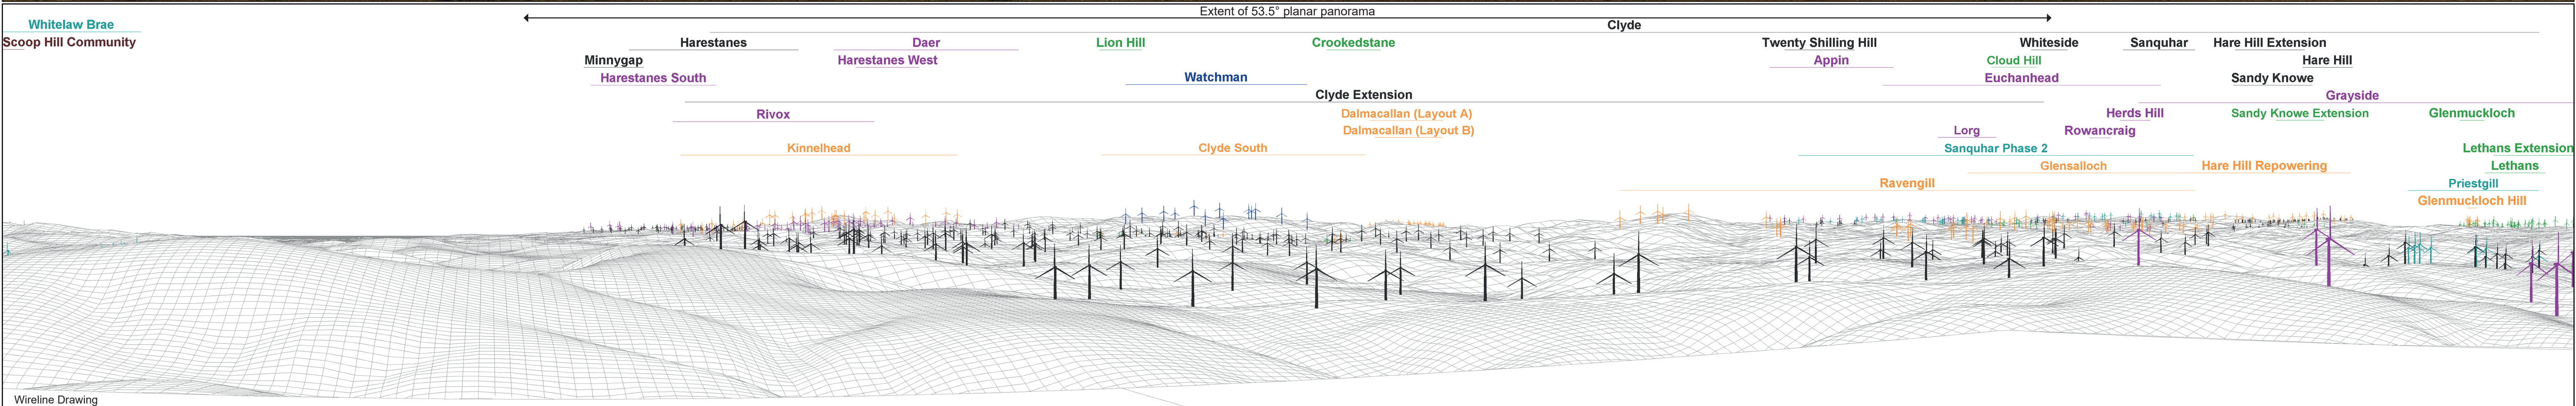 Extent of 53.5° planar panorama
Whitelaw Brae
Clyde
Scoop Hill Community
Harestanes
Daer
Lion Hill
Crookedstane
Twenty Shilling Hill
Whiteside
Sanquhar
Hare Hill Extension
Minnygap
Harestanes West
Appin
Cloud Hill
Hare Hill
Harestanes South
Watchman
Euchanhead
Sandy Knowe
Clyde Extension
Grayside
Rivox
Dalmacallan (Layout A)
Herds Hill
Sandy Knowe Extension
Glenmuckloch
Dalmacallan (Layout B)
Lorg
Rowancraig
Kinnelhead
Clyde South
Sanquhar Phase 2
Lethans Extension
Glensalloch
Hare Hill Repowering
Lethans
Ravengill
Priestgill
Glenmuckloch Hill
Wireline Drawing